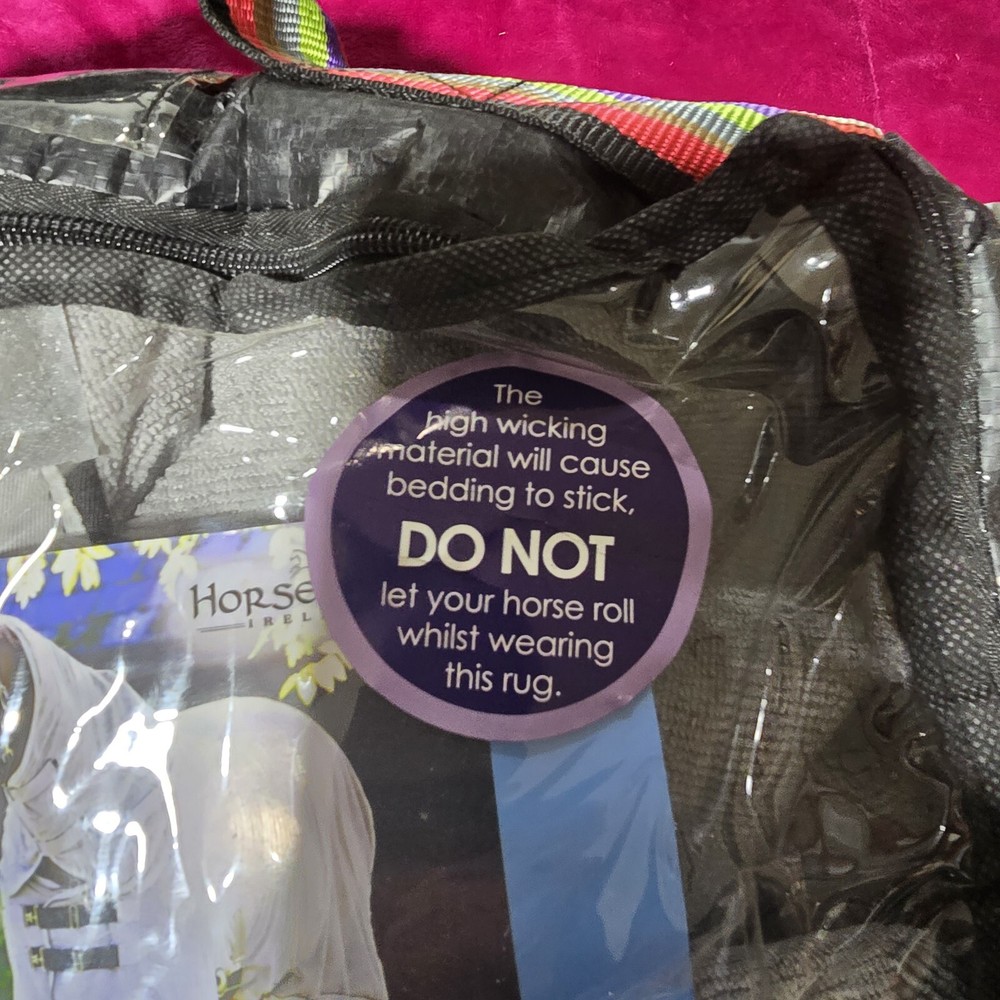 The
high wicking
material will cause
bedding to stick,
DO NOT
let your horse roll
whilst wearing
this rug.
HORSE
IREL